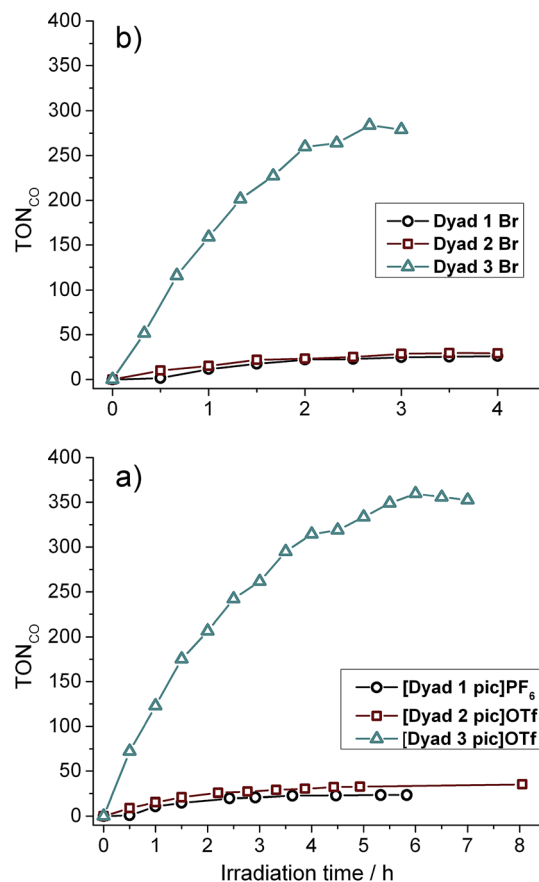 b)
400
350
300
250
200
150
100
50
0
TON_CO
Dyad 1 Br
Dyad 2 Br
Dyad 3 Br
0 1 2 3 4
a)
400
350
300
250
200
150
100
50
0
TON_CO
[Dyad 1 pic]PF_6
[Dyad 2 pic]OTf
[Dyad 3 pic]OTf
0 1 2 3 4 5 6 7 8
Irradiation time / h